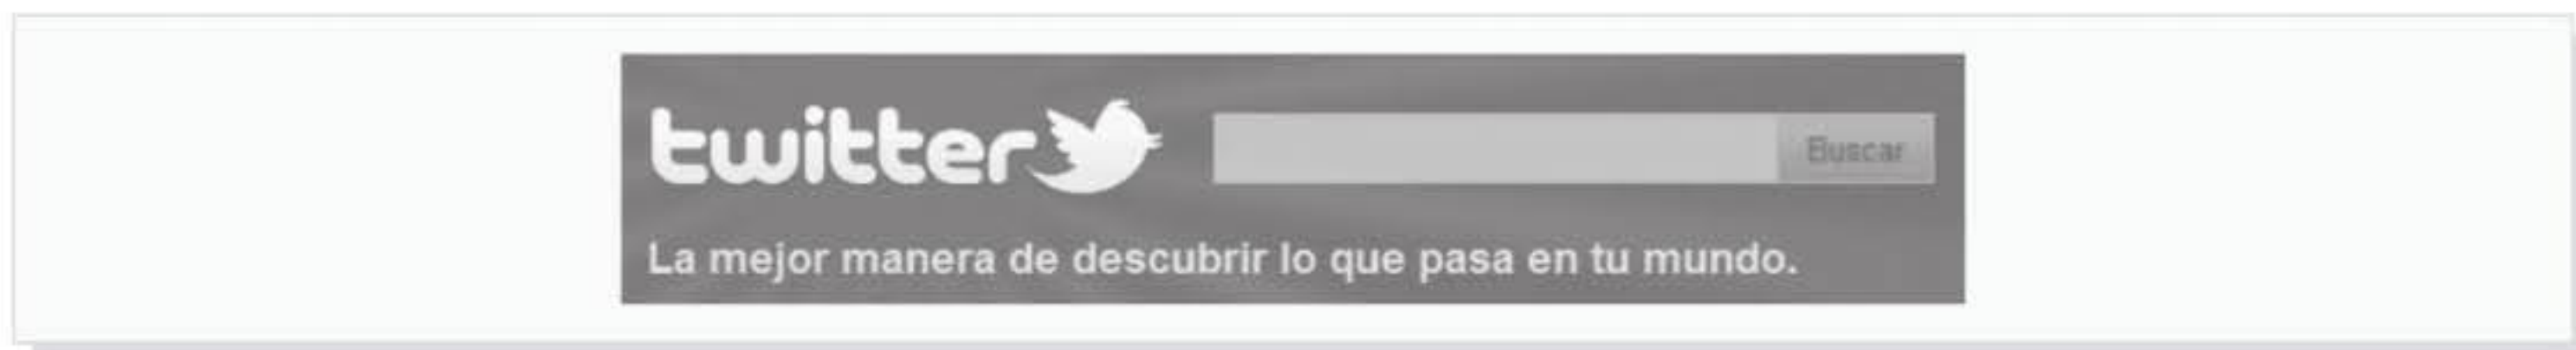 twitter
Buscar
La mejor manera de descubrir lo que pasa en tu mundo.